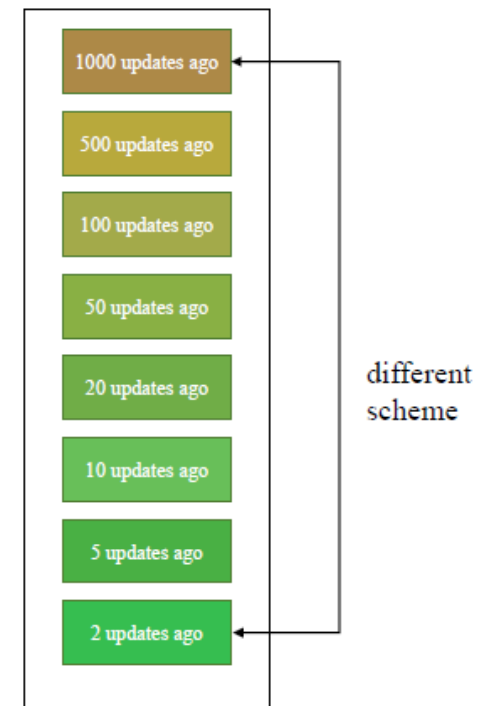 1000 updates ago
500 updates ago
100 updates ago
50 updates ago
20 updates ago
10 updates ago
5 updates ago
2 updates ago
different
scheme